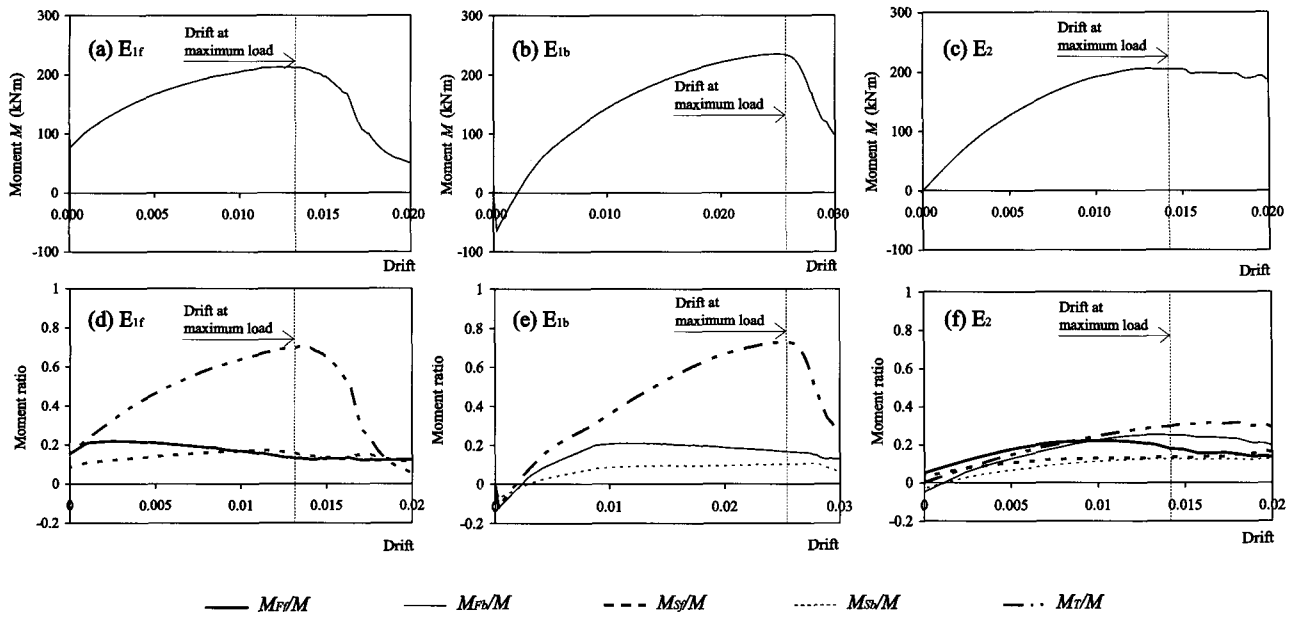 (a) E1f
Drift at
maximum load
Moment M (kNm)
300
200
100
0
-100
0.000 0.005 0.010 0.015 0.020
Drift
(b) E1b
Drift at
maximum load
Moment M (kNm)
300
200
100
0
-100
0.000 0.010 0.020 0.030
Drift
(c) E2
Drift at
maximum load
Moment M (kNm)
300
200
100
0
-100
0.000 0.005 0.010 0.015 0.020
Drift
(d) E1f
Drift at
maximum load
Moment ratio
1
0.8
0.6
0.4
0.2
0
-0.2
0 0.005 0.01 0.015 0.02
Drift
(e) E1b
Drift at
maximum load
Moment ratio
1
0.8
0.6
0.4
0.2
0
-0.2
0 0.01 0.02 0.03
Drift
(f) E2
Drift at
maximum load
Moment ratio
1
0.8
0.6
0.4
0.2
0
-0.2
0 0.005 0.01 0.015 0.02
Drift
MFf/M MFb/M MSf/M MSb/M MT/M